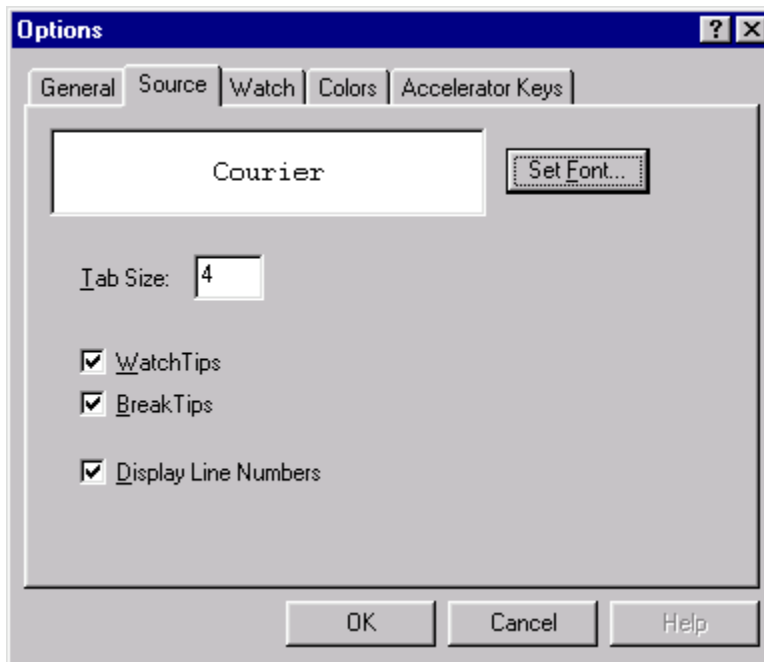 Options
General Source Watch Colors Accelerator Keys
Courier
Set Font...
Tab Size: 4
WatchTips
BreakTips
Display Line Numbers
OK Cancel Help